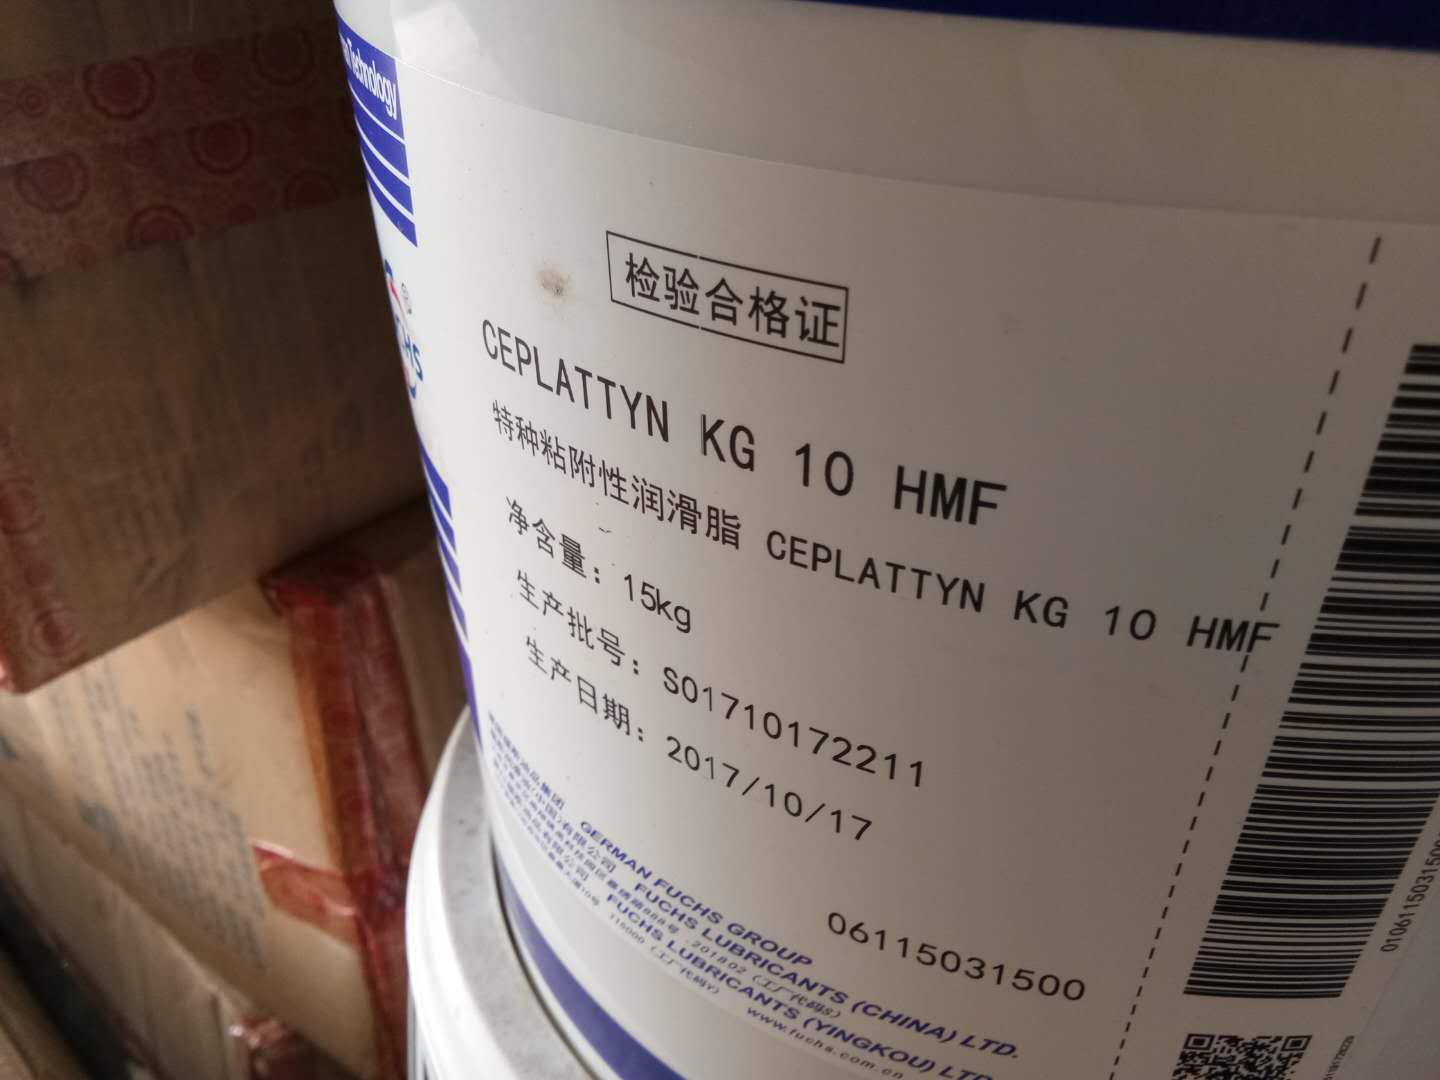 Technology
®
检验合格证
CEPLATTYN KG 10 HMF
特种粘附性润滑脂 CEPLATTYN KG 10 HMF
净含量：15kg
生产批号：S01710172211
生产日期：2017/10/17
06115031500
GERMAN FUCHS GROUP
FUCHS LUBRICANTS (CHINA) LTD.
FUCHS LUBRICANTS (YINGKOU) LTD
www.fuchs.com.cn